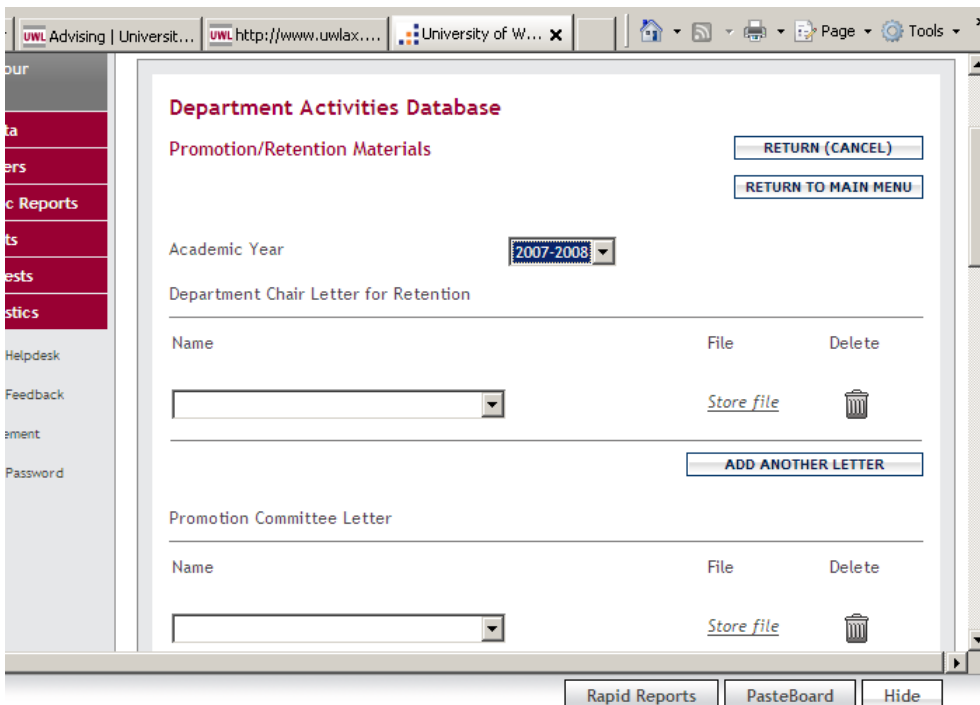 UWL Advising | Universit... UWL http://www.uwlax.... University of W... Page Tools
our
ta
ers
c Reports
ts
ests
stics
Helpdesk
Feedback
ement
Password
Department Activities Database
Promotion/Retention Materials
RETURN (CANCEL)
RETURN TO MAIN MENU
Academic Year 2007-2008
Department Chair Letter for Retention
Name File Delete
Store file
ADD ANOTHER LETTER
Promotion Committee Letter
Name File Delete
Store file
Rapid Reports PasteBoard Hide